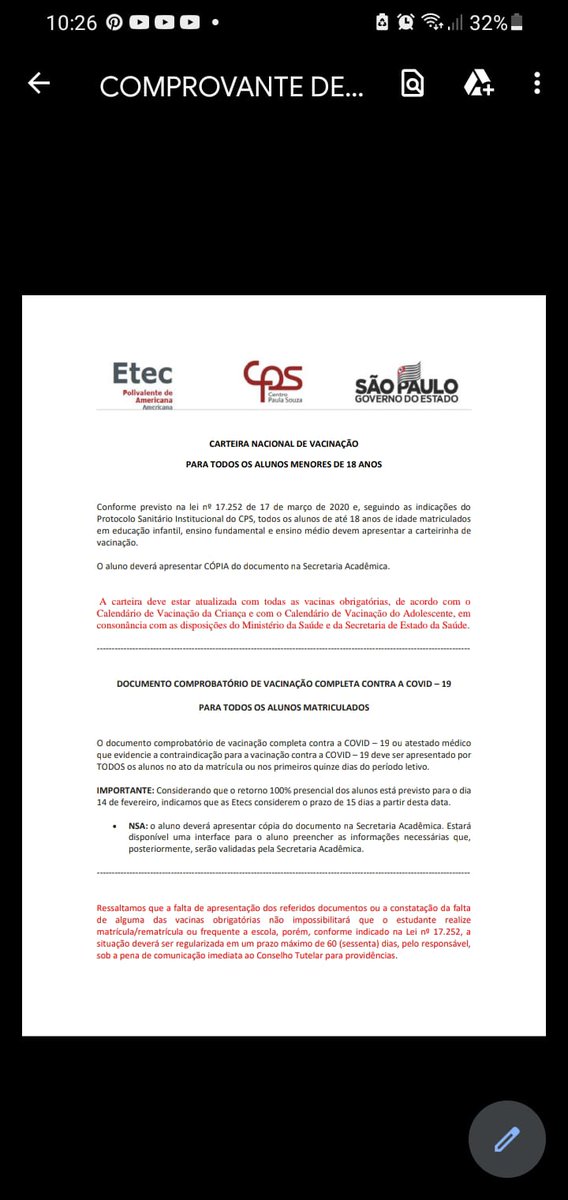 10:26
32%
COMPROVANTE DE...
Etec
Polivalente de
Americana
Americana
CPS
Centro
Paula Souza
SÃO PAULO
GOVERNO DO ESTADO
CARTEIRA NACIONAL DE VACINAÇÃO
PARA TODOS OS ALUNOS MENORES DE 18 ANOS
Conforme previsto na lei nº 17.252 de 17 de março de 2020 e, seguindo as indicações do
Protocolo Sanitário Institucional do CPS, todos os alunos de até 18 anos de idade matriculados
em educação infantil, ensino fundamental e ensino médio devem apresentar a carteirinha de
vacinação.
O aluno deverá apresentar CÓPIA do documento na Secretaria Acadêmica.
A carteira deve estar atualizada com todas as vacinas obrigatórias, de acordo com o
Calendário de Vacinação da Criança e com o Calendário de Vacinação do Adolescente, em
consonância com as disposições do Ministério da Saúde e da Secretaria de Estado da Saúde.
DOCUMENTO COMPROBATÓRIO DE VACINAÇÃO COMPLETA CONTRA A COVID – 19
PARA TODOS OS ALUNOS MATRICULADOS
O documento comprobatório de vacinação completa contra a COVID – 19 ou atestado médico
que evidencie a contraindicação para a vacinação contra a COVID – 19 deve ser apresentado por
TODOS os alunos no ato da matrícula ou nos primeiros quinze dias do período letivo.
IMPORTANTE: Considerando que o retorno 100% presencial dos alunos está previsto para o dia
14 de fevereiro, indicamos que as Etecs considerem o prazo de 15 dias a partir desta data.
• NSA: o aluno deverá apresentar cópia do documento na Secretaria Acadêmica. Estará
disponível uma interface para o aluno preencher as informações necessárias que,
posteriormente, serão validadas pela Secretaria Acadêmica.
Ressaltamos que a falta de apresentação dos referidos documentos ou a constatação da falta
de alguma das vacinas obrigatórias não impossibilitará que o estudante realize
matrícula/rematrícula ou frequente a escola, porém, conforme indicado na Lei nº 17.252, a
situação deverá ser regularizada em um prazo máximo de 60 (sessenta) dias, pelo responsável,
sob a pena de comunicação imediata ao Conselho Tutelar para providências.